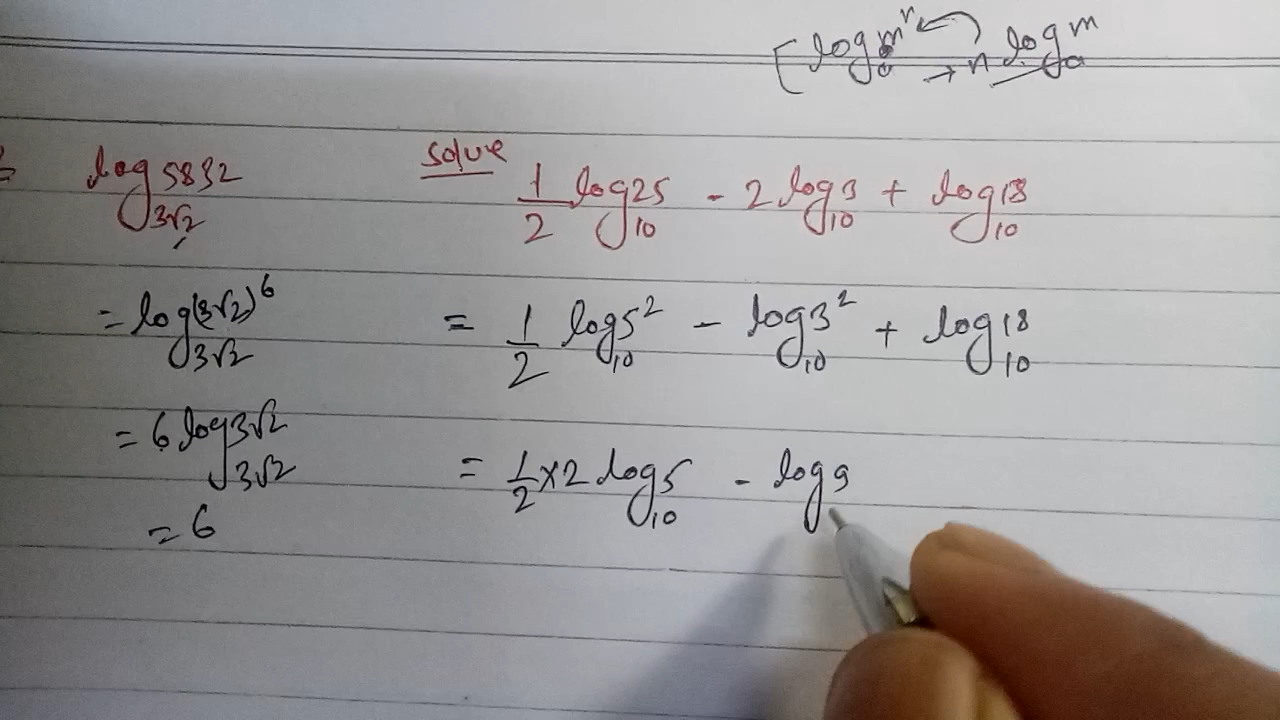 [log_a m^n → n log_a m
log_{3√2} 5832
= log_{3√2} (3√2)^6
= 6 log_{3√2} 3√2
= 6
Solve
1/2 log_{10} 25 - 2 log_{10} 3 + log_{10} 18
= 1/2 log_{10} 5^2 - log_{10} 3^2 + log_{10} 18
= 1/2 × 2 log_{10} 5 - log 9